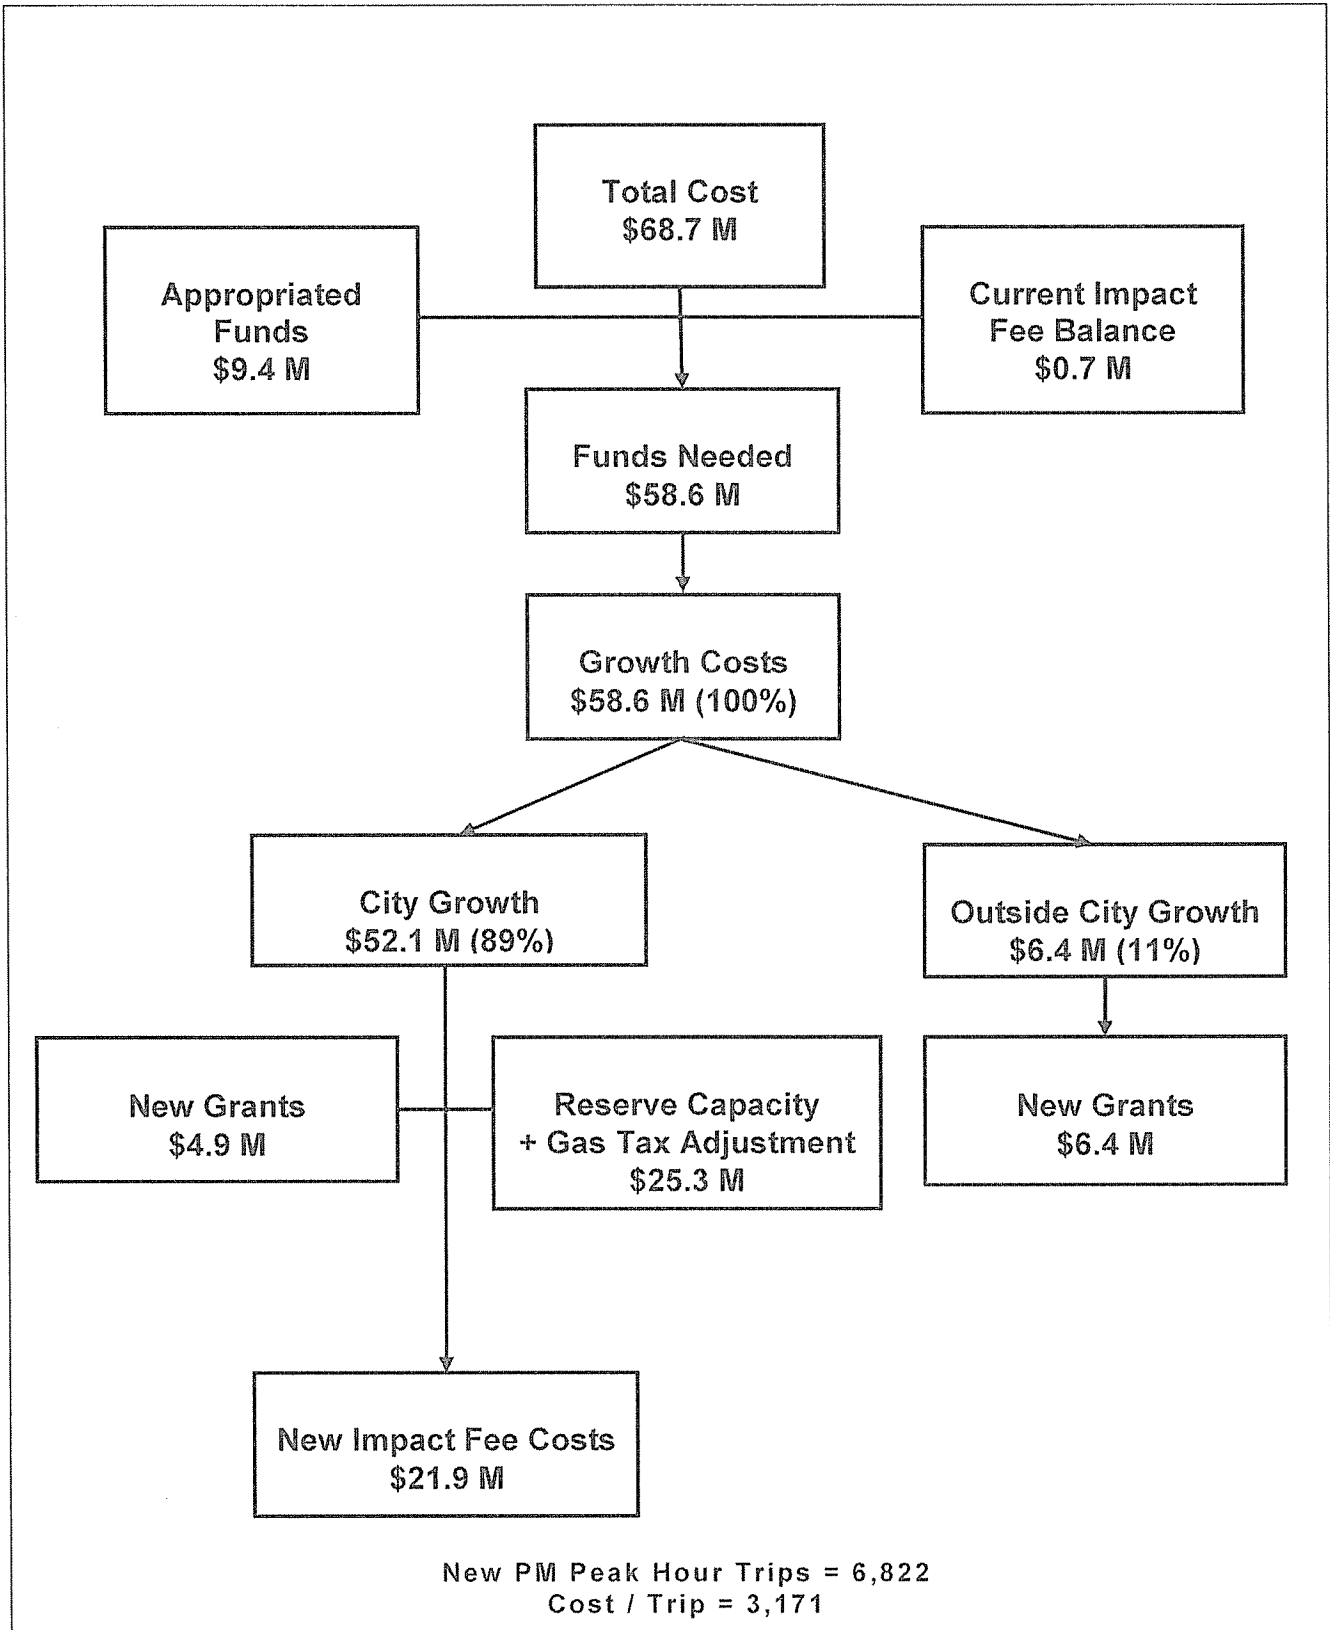 Total Cost
$68.7 M
Appropriated
Funds
$9.4 M
Current Impact
Fee Balance
$0.7 M
Funds Needed
$58.6 M
Growth Costs
$58.6 M (100%)
City Growth
$52.1 M (89%)
Outside City Growth
$6.4 M (11%)
New Grants
$4.9 M
Reserve Capacity
+ Gas Tax Adjustment
$25.3 M
New Grants
$6.4 M
New Impact Fee Costs
$21.9 M
New PM Peak Hour Trips = 6,822
Cost / Trip = 3,171